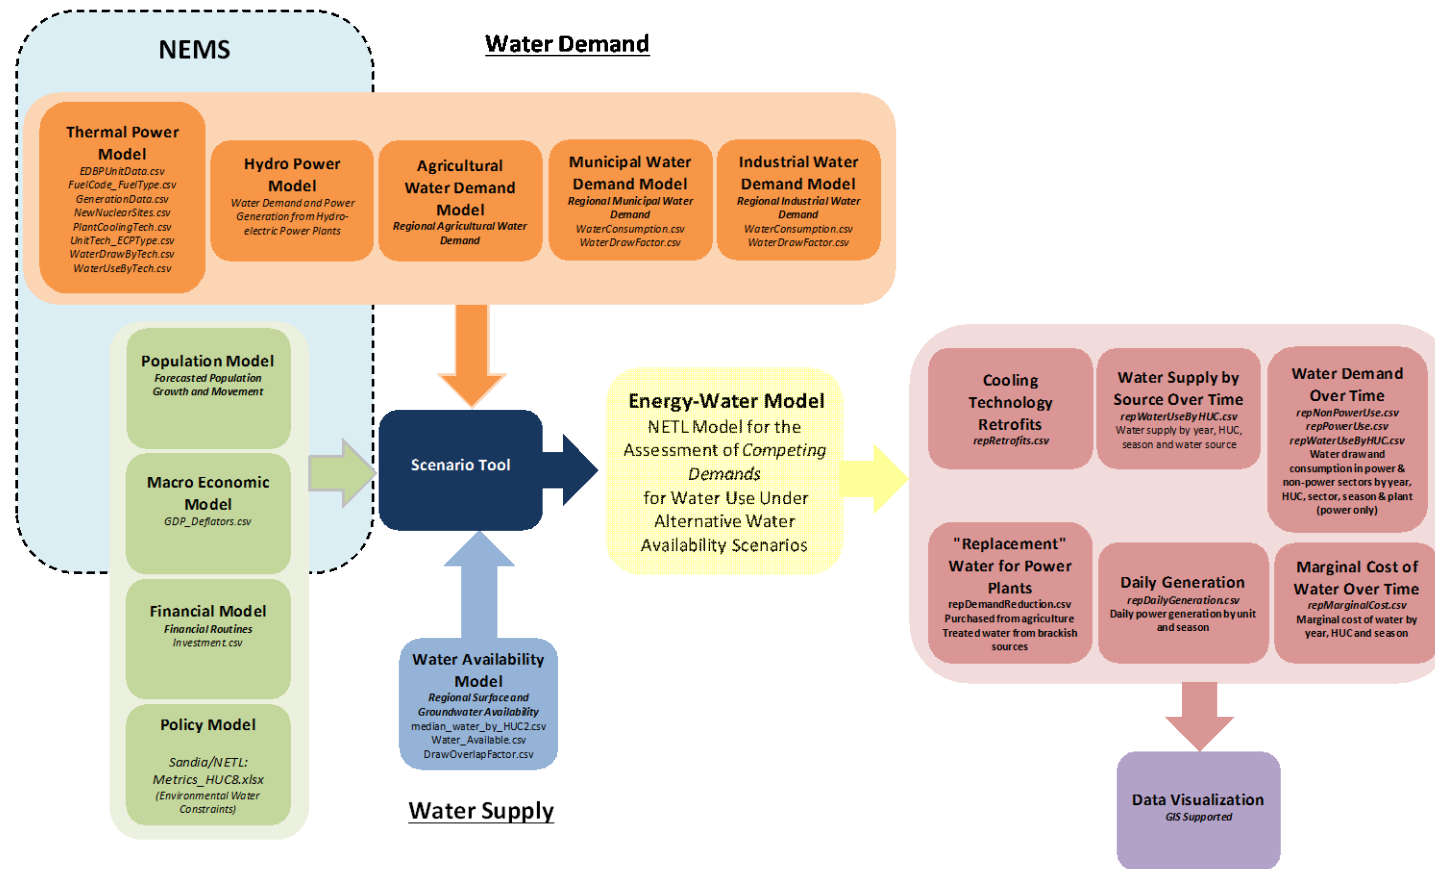 NEMS
Water Demand
Thermal Power
Model
EDBPUnitData.csv
FuelCode_FuelType.csv
GenerationData.csv
NewNuclearSites.csv
PlantCoolingTech.csv
UnitTech_ECPType.csv
WaterDrawByTech.csv
WaterUseByTech.csv
Hydro Power
Model
Water Demand and Power
Generation from Hydro-
electric Power Plants
Agricultural
Water Demand
Model
Regional Agricultural Water
Demand
Municipal Water
Demand Model
Regional Municipal Water
Demand
WaterConsumption.csv
WaterDrawFactor.csv
Industrial Water
Demand Model
Regional Industrial Water
Demand
WaterConsumption.csv
WaterDrawFactor.csv
Population Model
Forecasted Population
Growth and Movement
Macro Economic
Model
GDP_Deflators.csv
Financial Model
Financial Routines
Investment.csv
Policy Model
Sandia/NETL:
Metrics_HUC8.xlsx
(Environmental Water
Constraints)
Scenario Tool
Water Availability
Model
Regional Surface and
Groundwater Availability
median_water_by_HUC2.csv
Water_Available.csv
DrawOverlapFactor.csv
Water Supply
Energy-Water Model
NETL Model for the
Assessment of Competing
Demands
for Water Use Under
Alternative Water
Availability Scenarios
Cooling
Technology
Retrofits
repRetrofits.csv
Water Supply by
Source Over Time
repWaterUseByHUC.csv
Water supply by year, HUC,
season and water source
Water Demand
Over Time
repNonPowerUse.csv
repPowerUse.csv
repWaterUseByHUC.csv
Water draw and
consumption in power &
non-power sectors by year,
HUC, sector, season & plant
(power only)
"Replacement"
Water for Power
Plants
repDemandReduction.csv
Purchased from agriculture
Treated water from brackish
sources
Daily Generation
repDailyGeneration.csv
Daily power generation by unit
and season
Marginal Cost of
Water Over Time
repMarginalCost.csv
Marginal cost of water by
year, HUC and season
Data Visualization
GIS Supported